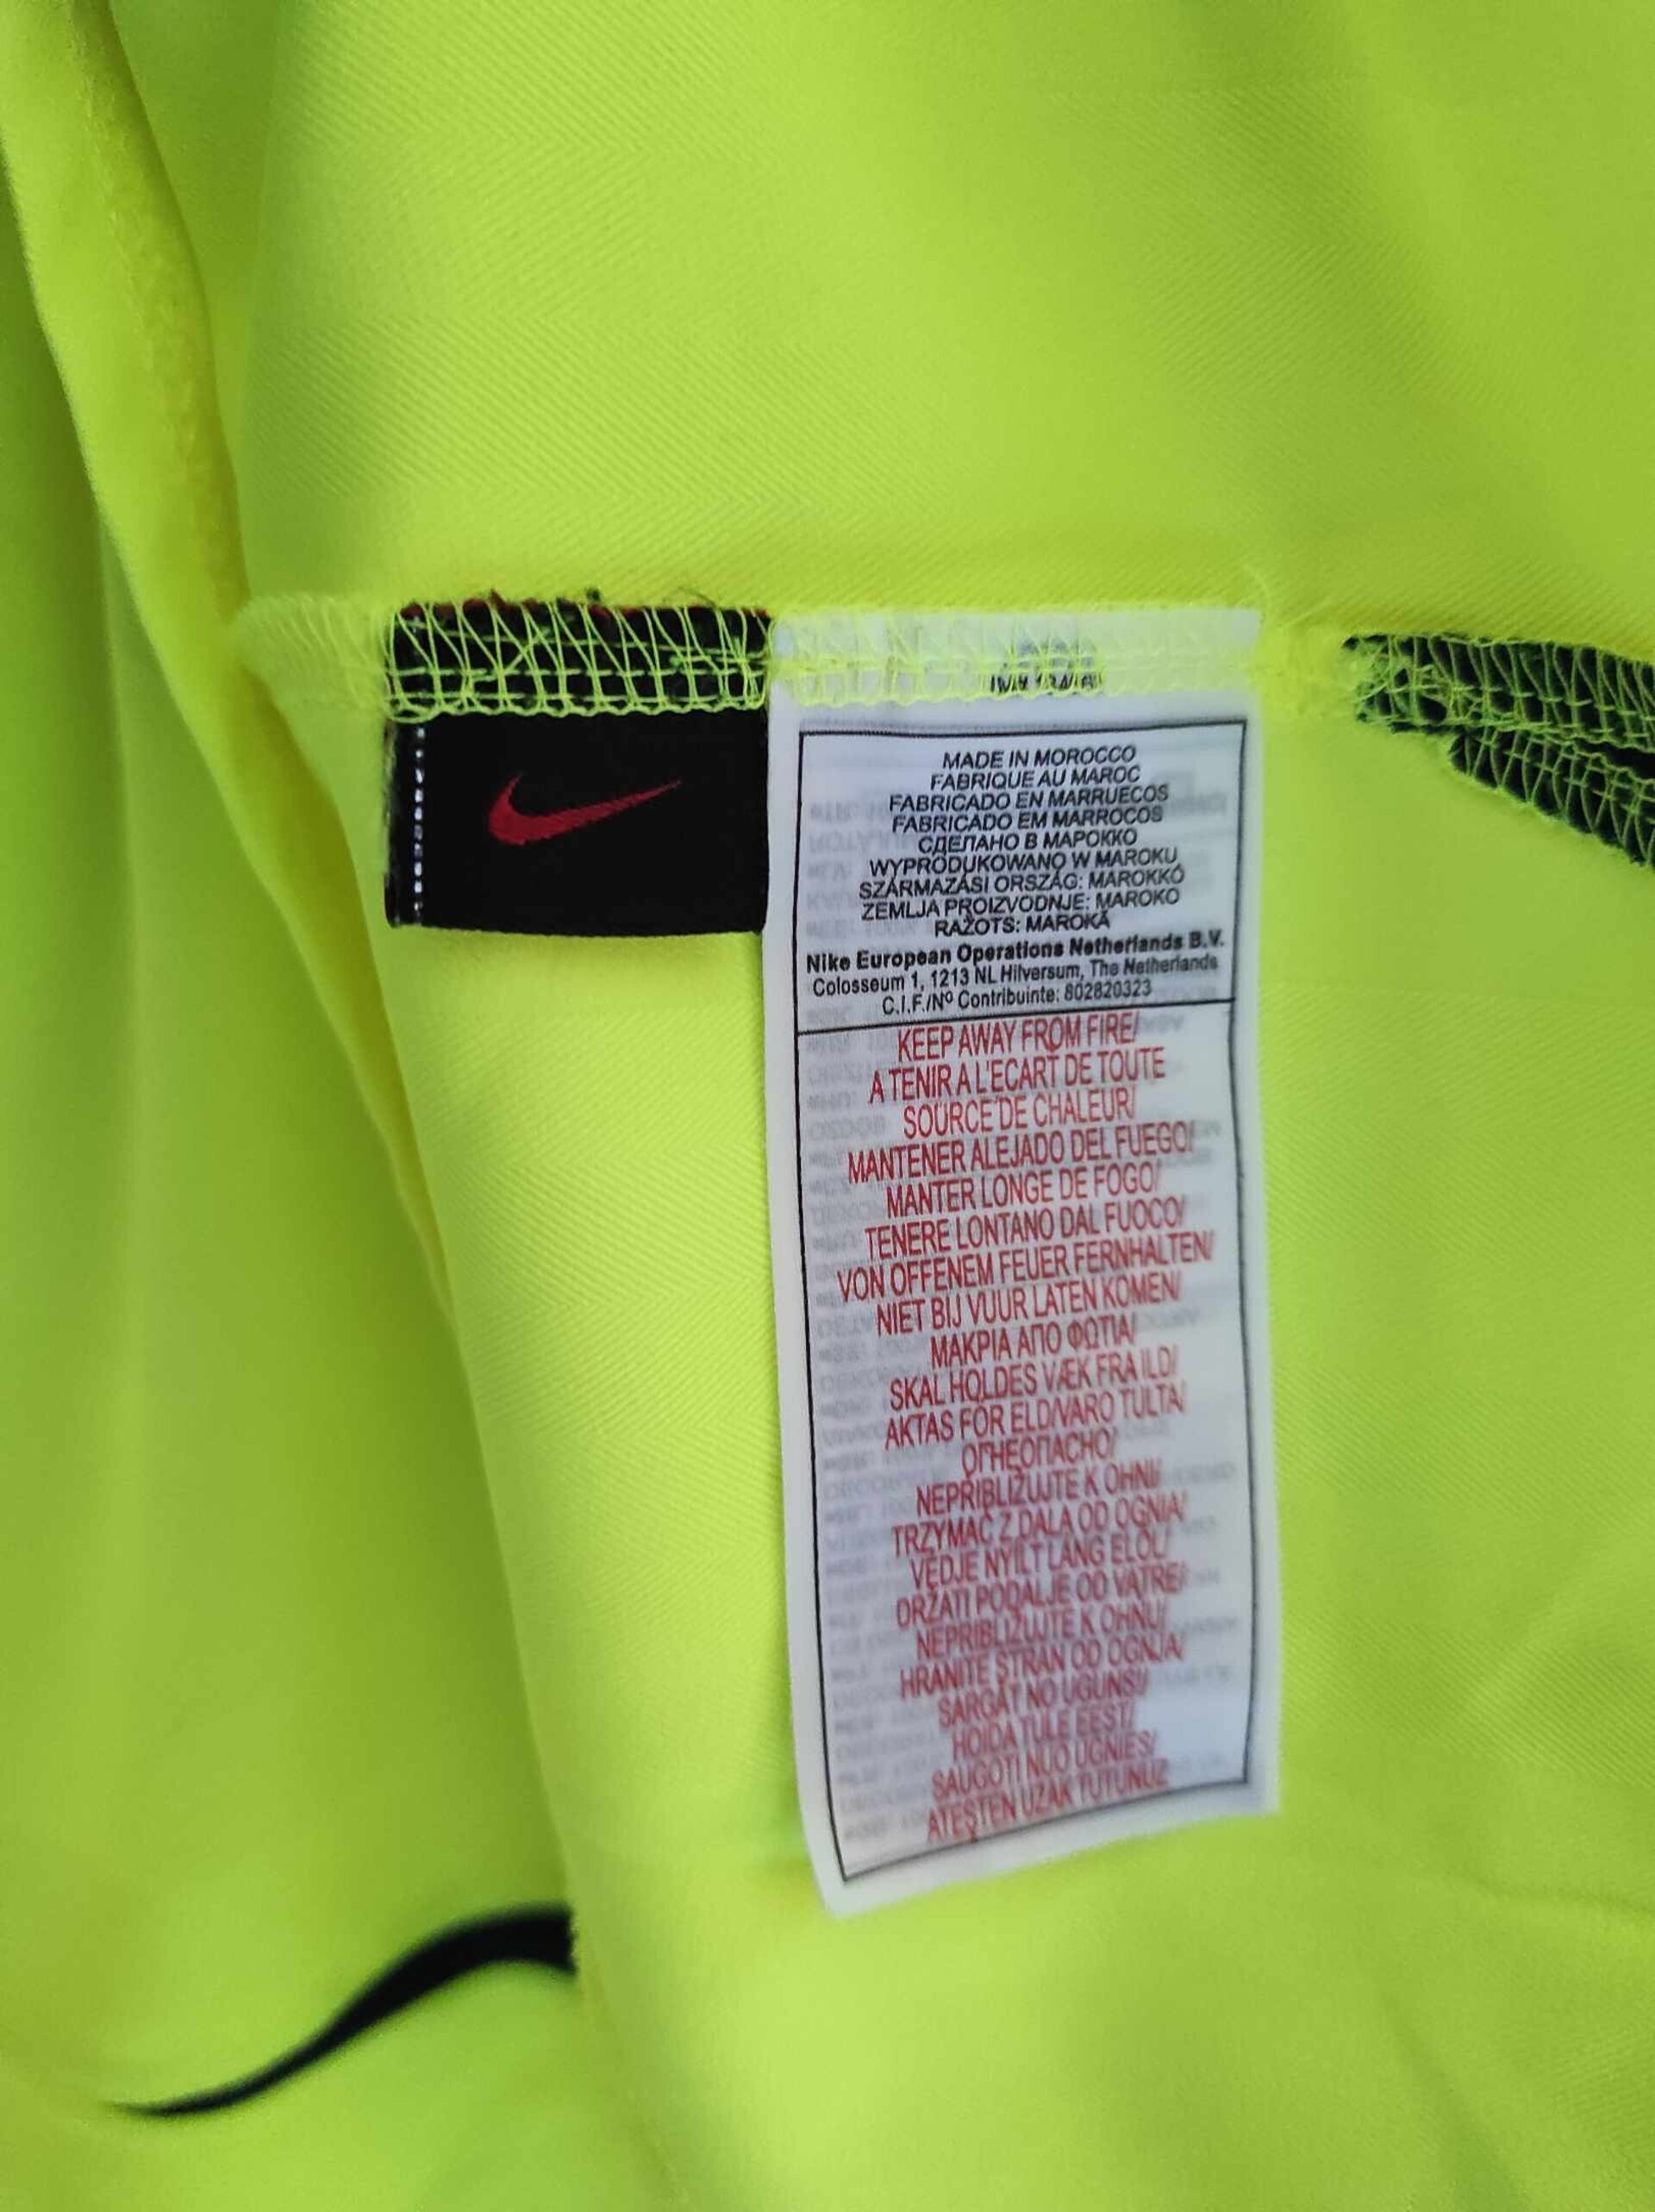 MADE IN MOROCCO
FABRIQUE AU MAROC
FABRICADO EN MARRUECOS
FABRICADO EM MARROCOS
СДЕЛАНО В МАРОККО
WYPRODUKOWANO W MAROKU
SZÁRMAZÁSI ORSZÁG: MAROKKÓ
ZEMLJA PROIZVODNJE: MAROKO
RAŽOTS: MAROKĀ
Nike European Operations Netherlands B.V.
Colosseum 1, 1213 NL Hilversum, The Netherlands
C.I.F./Nº Contribuinte: 802820323
KEEP AWAY FROM FIRE/
A TENIR A L'ECART DE TOUTE
SOURCE DE CHALEUR/
MANTENER ALEJADO DEL FUEGO/
MANTER LONGE DE FOGO/
TENERE LONTANO DAL FUOCO/
VON OFFENEM FEUER FERNHALTEN/
NIET BIJ VUUR LATEN KOMEN/
ΜΑΚΡΙΑ ΑΠΟ ΦΩΤΙΑ/
SKAL HOLDES VÆK FRA ILD/
AKTAS FÖR ELD/VARO TULTA/
ОГНЕОПАСНО/
NEPŘIBLIŽUJTE K OHNI/
TRZYMAĆ Z DALA OD OGNIA/
VÉDJE NYÍLT LÁNG ELŐL/
DRŽATI PODALJE OD VATRE/
NEPRIBLIŽUJTE K OHŇU/
HRANITE STRAN OD OGNJA/
SARGĀT NO UGUNS/
HOIDA TULE EEST/
SAUGOTI NUO UGNIES/
ATEŞTEN UZAK TUTUNUZ